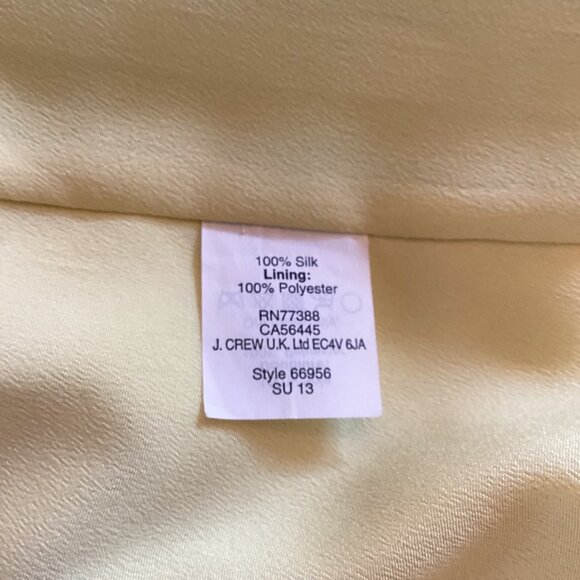 100% Silk
Lining:
100% Polyester
RN77388
CA56445
J. CREW U.K. Ltd EC4V 6JA
Style 66956
SU 13